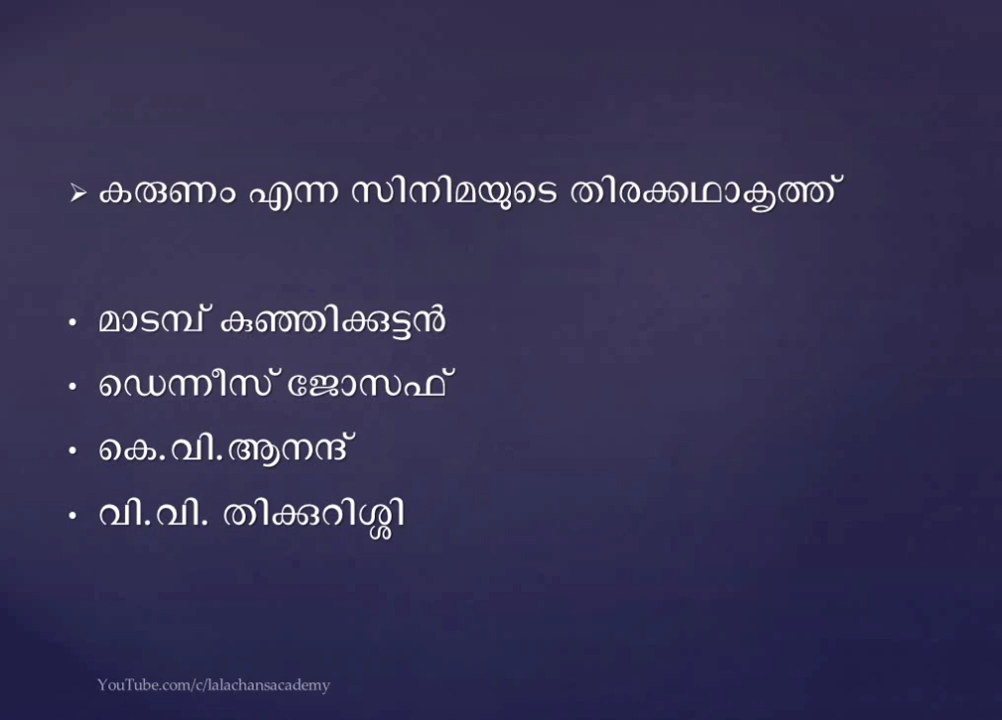 ➢ കരുണം എന്ന സിനിമയുടെ തിരക്കഥാകൃത്ത്
• മാടമ്പ് കുഞ്ഞിക്കുട്ടൻ
• ഡെന്നീസ് ജോസഫ്
• കെ.വി.ആനന്ദ്
• വി.വി. തിക്കുറിശ്ശി
YouTube.com/c/lalachansacademy